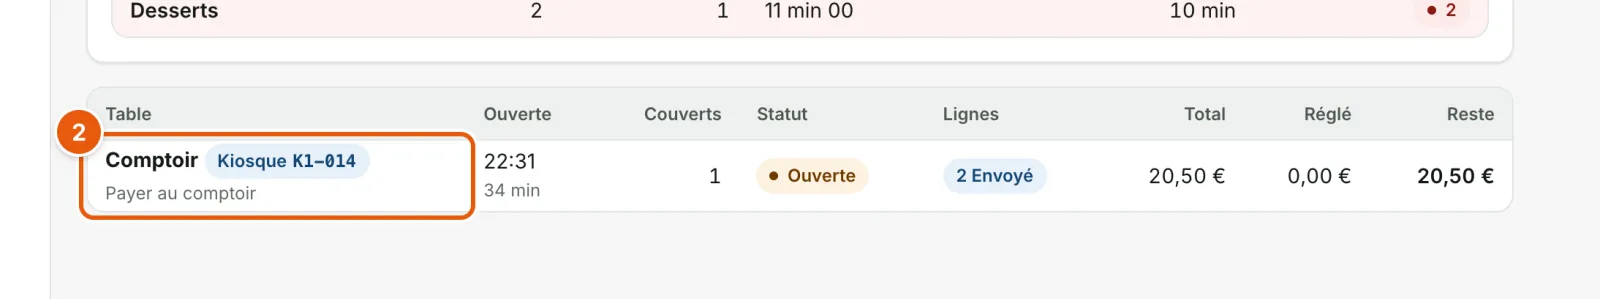 Desserts 2 1 11 min 00 10 min 2
Table Ouverte Couverts Statut Lignes Total Réglé Reste
2
Comptoir Kiosque K1–014 22:31 1 Ouverte 2 Envoyé 20,50 € 0,00 € 20,50 €
Payer au comptoir 34 min